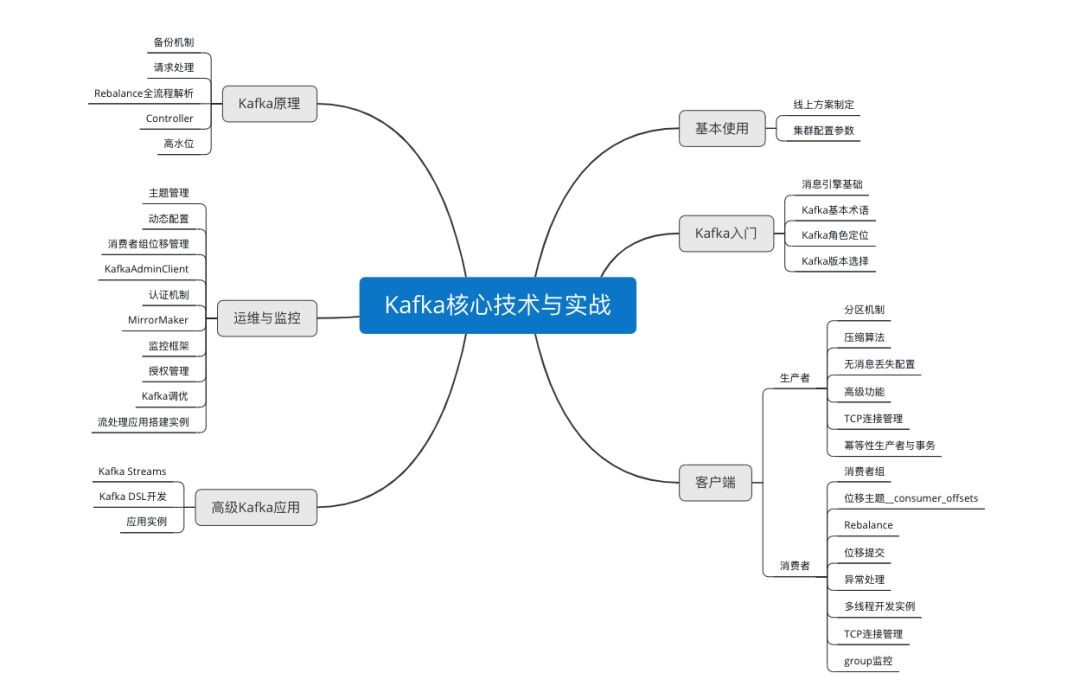 Kafka核心技术与实战
基本使用
线上方案制定
集群配置参数
Kafka入门
消息引擎基础
Kafka基本术语
Kafka角色定位
Kafka版本选择
客户端
生产者
分区机制
压缩算法
无消息丢失配置
高级功能
TCP连接管理
幂等性生产者与事务
消费者
消费者组
位移主题__consumer_offsets
Rebalance
位移提交
异常处理
多线程开发实例
TCP连接管理
group监控
Kafka原理
备份机制
请求处理
Rebalance全流程解析
Controller
高水位
运维与监控
主题管理
动态配置
消费者组位移管理
KafkaAdminClient
认证机制
MirrorMaker
监控框架
授权管理
Kafka调优
流处理应用搭建实例
高级Kafka应用
Kafka Streams
Kafka DSL开发
应用实例